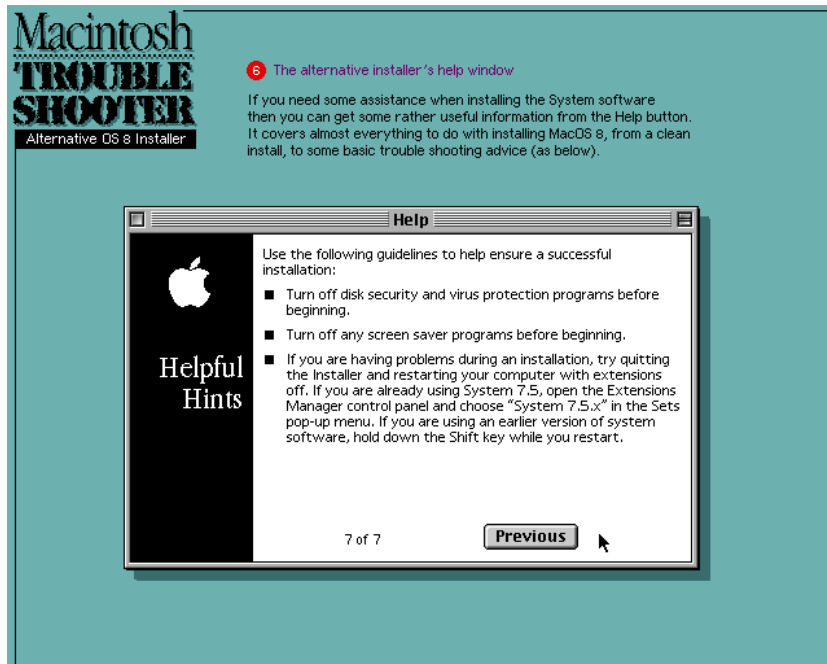 Macintosh
TROUBLE
SHOOTER
Alternative OS 8 Installer
6 The alternative installer's help window
If you need some assistance when installing the System software
then you can get some rather useful information from the Help button.
It covers almost everything to do with installing MacOS 8, from a clean
install, to some basic trouble shooting advice (as below).
Help
Helpful
Hints
Use the following guidelines to help ensure a successful
installation:
■ Turn off disk security and virus protection programs before
beginning.
■ Turn off any screen saver programs before beginning.
■ If you are having problems during an installation, try quitting
the Installer and restarting your computer with extensions
off. If you are already using System 7.5, open the Extensions
Manager control panel and choose “System 7.5.x” in the Sets
pop-up menu. If you are using an earlier version of system
software, hold down the Shift key while you restart.
7 of 7
Previous